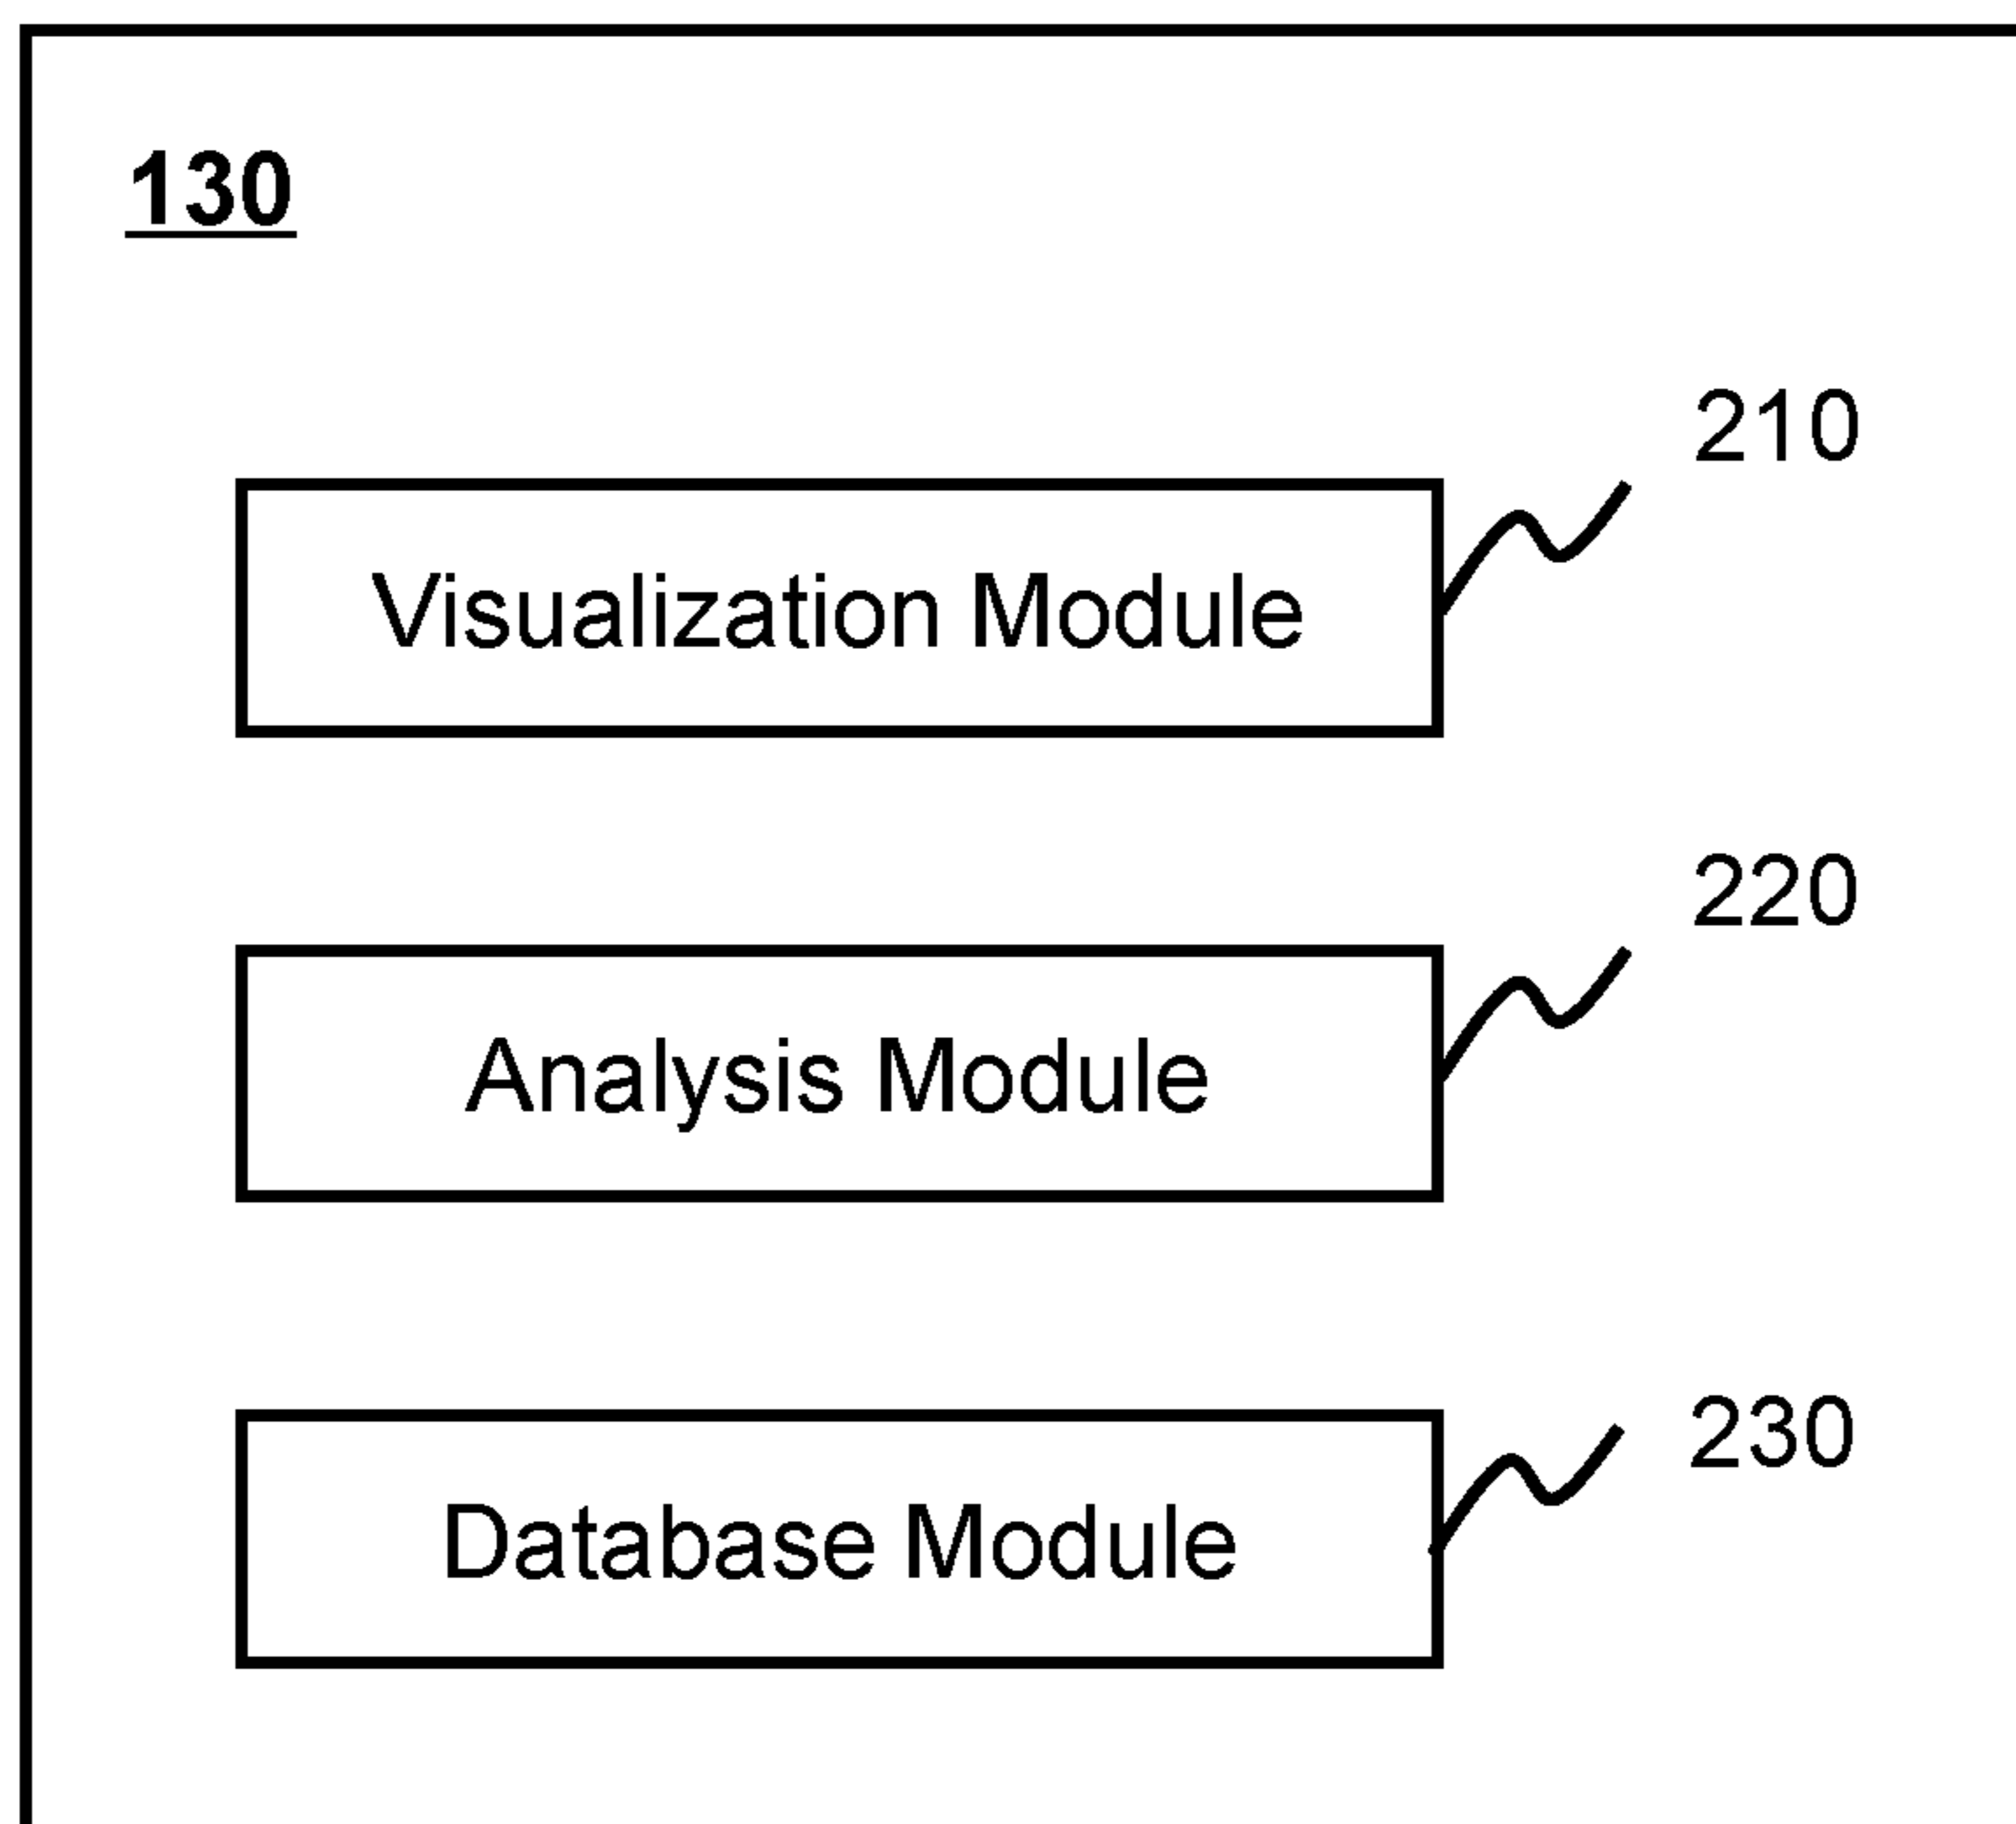 130
210
Visualization Module
220
Analysis Module
230
Database Module